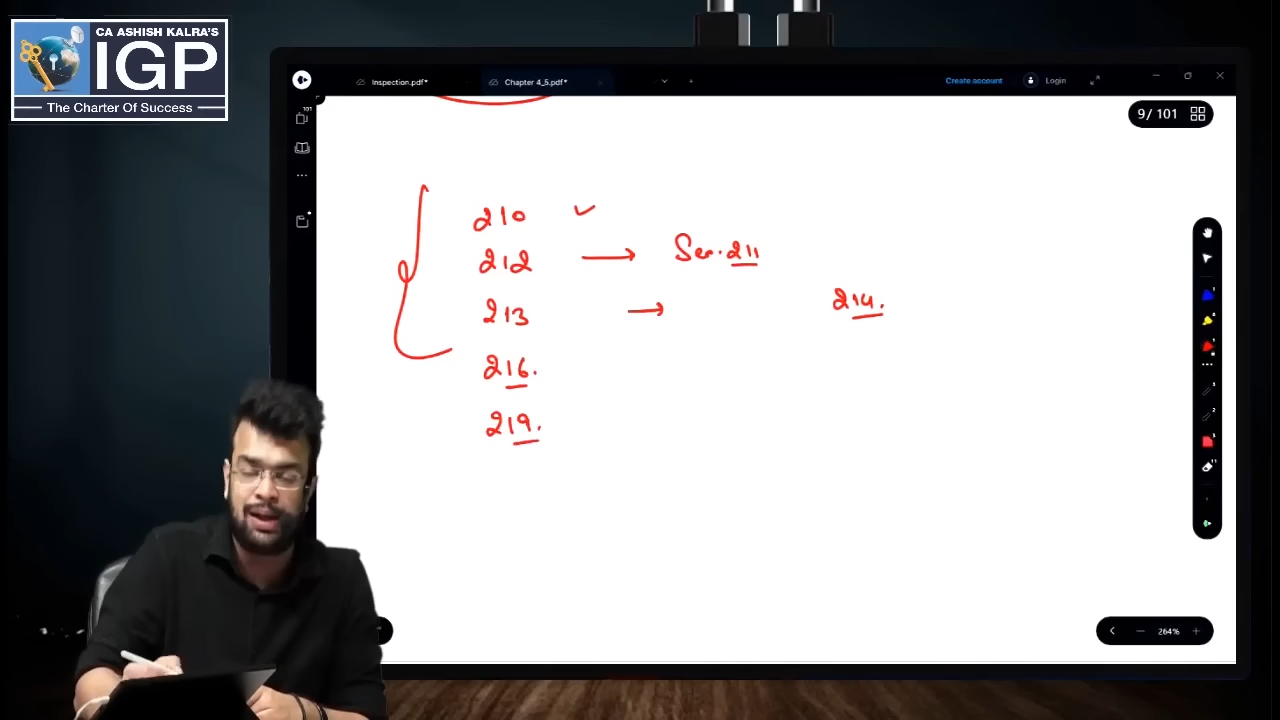 CA ASHISH KALRA'S
IGP
The Charter Of Success
Inspection.pdf*
Chapter 4_5.pdf*
Create account
Login
9 / 101
210 ✓
212 → Sec. 211
213 → 214.
216.
219.
264%